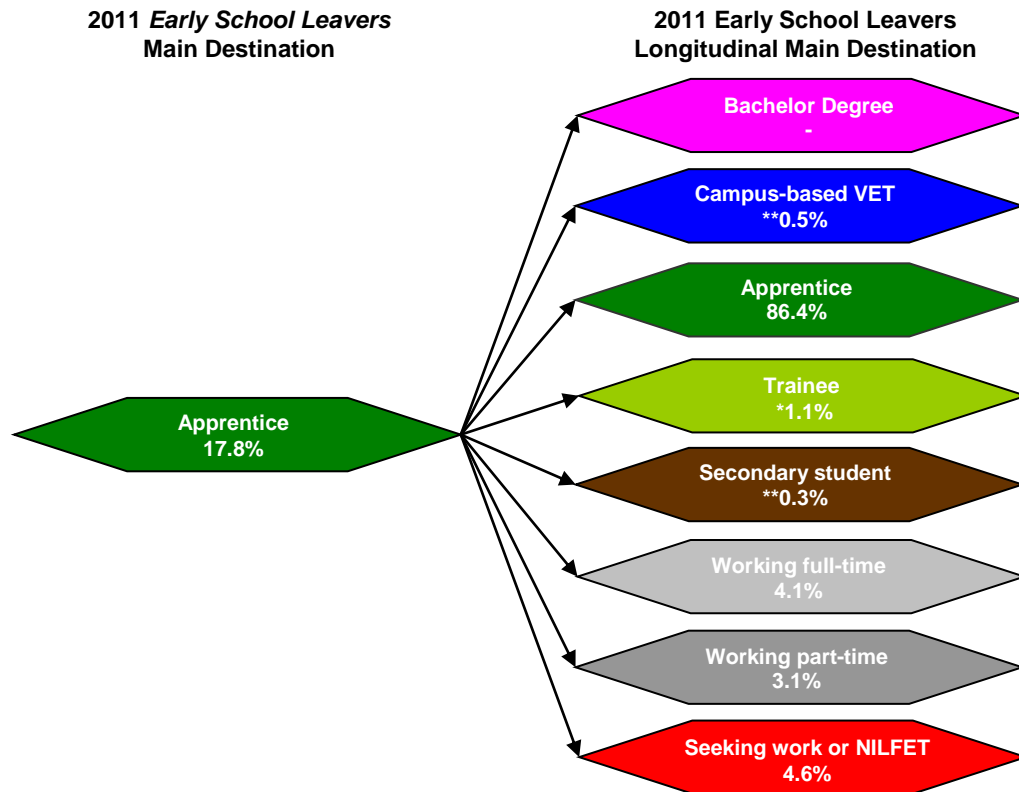 2011 Early School Leavers
Main Destination
2011 Early School Leavers
Longitudinal Main Destination
Bachelor Degree
-
Campus-based VET
**0.5%
Apprentice
86.4%
Trainee
*1.1%
Apprentice
17.8%
Secondary student
**0.3%
Working full-time
4.1%
Working part-time
3.1%
Seeking work or NILFET
4.6%